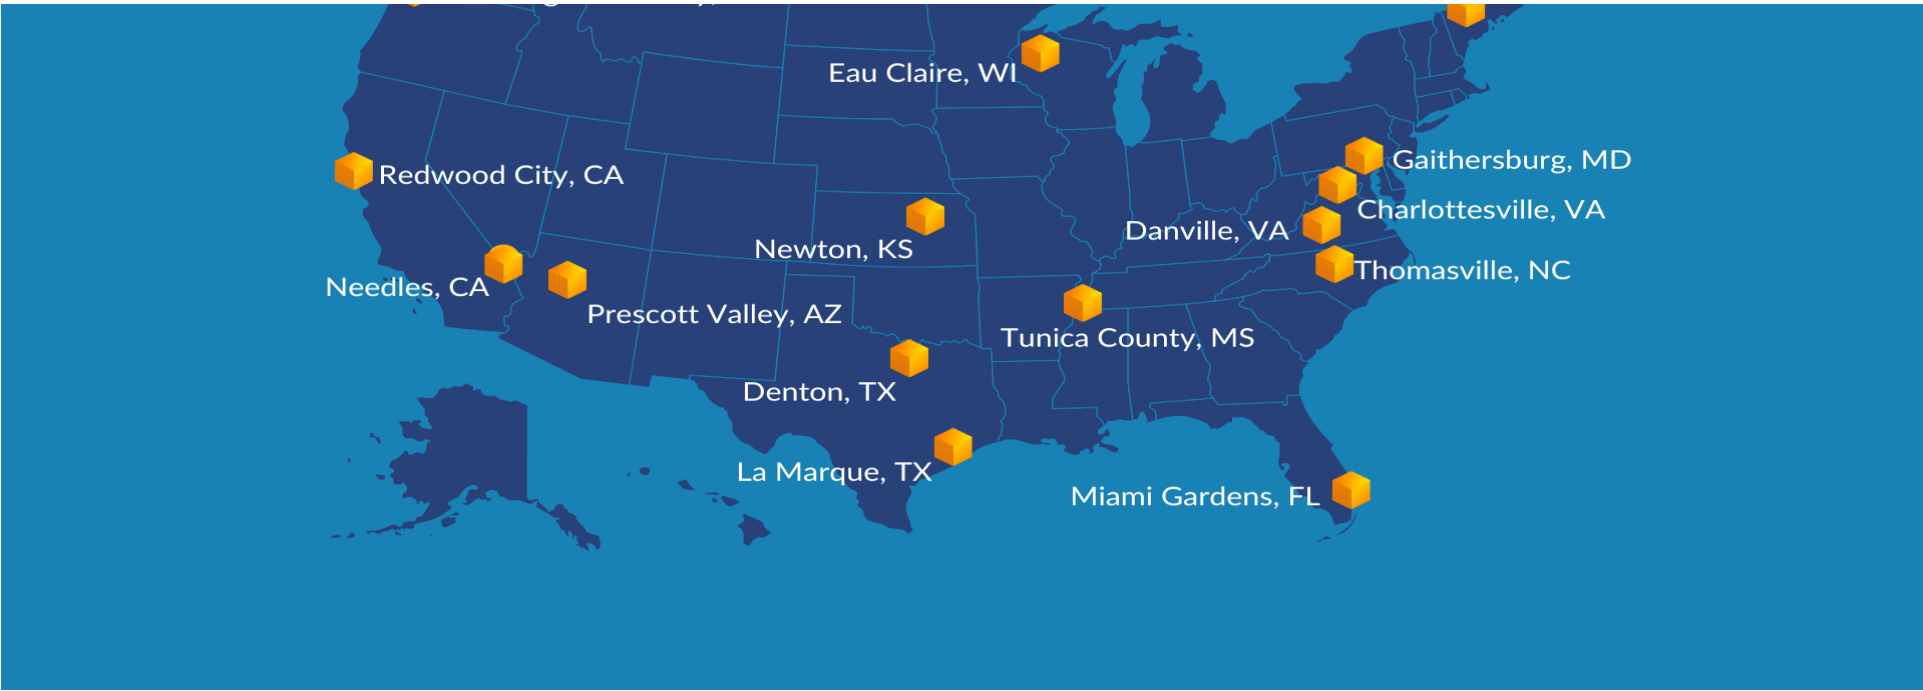 Eau Claire, WI
Gaithersburg, MD
Redwood City, CA
Charlottesville, VA
Danville, VA
Newton, KS
Thomasville, NC
Needles, CA
Prescott Valley, AZ
Tunica County, MS
Denton, TX
La Marque, TX
Miami Gardens, FL